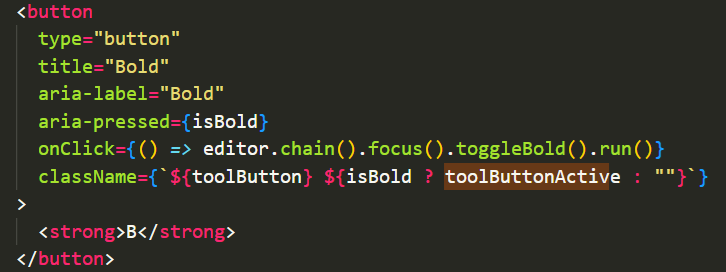 <button
type="button"
title="Bold"
aria-label="Bold"
aria-pressed={isBold}
onClick={() => editor.chain().focus().toggleBold().run()}
className={`${toolButton} ${isBold ? toolButtonActive : ""}`}
>
<strong>B</strong>
</button>